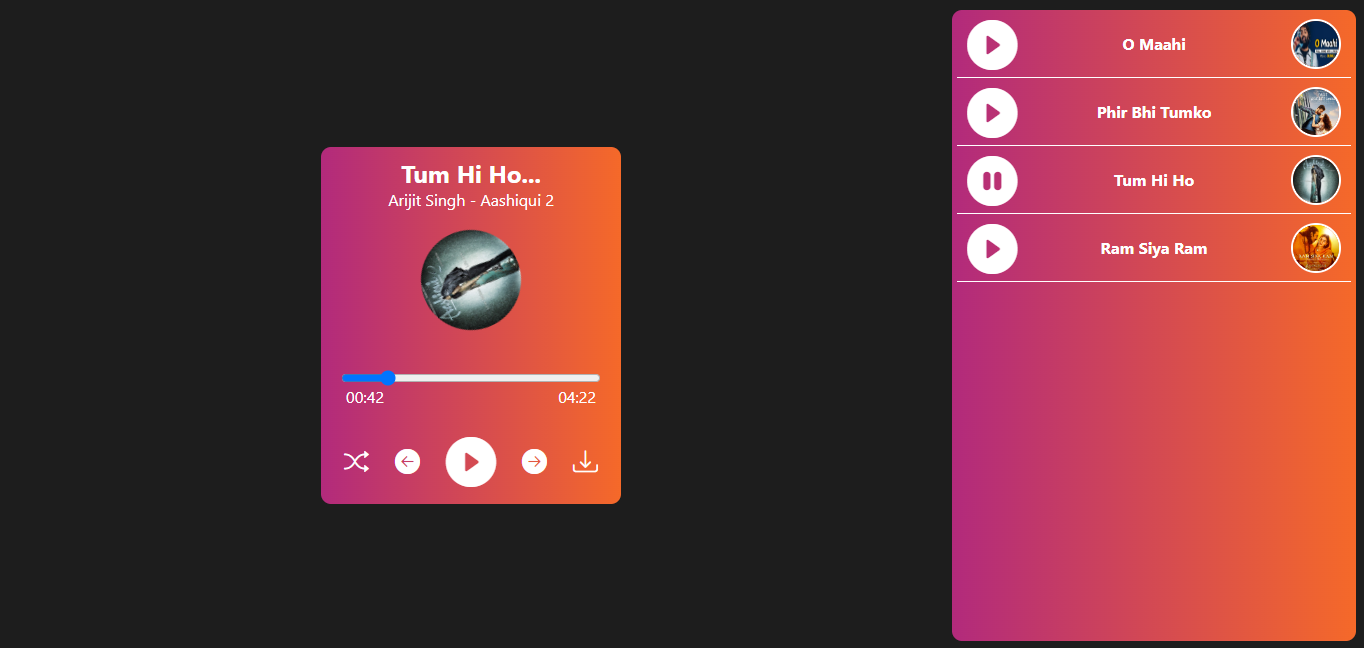 Tum Hi Ho...
Arijit Singh - Aashiqui 2
00:42
04:22
O Maahi
Phir Bhi Tumko
Tum Hi Ho
Ram Siya Ram